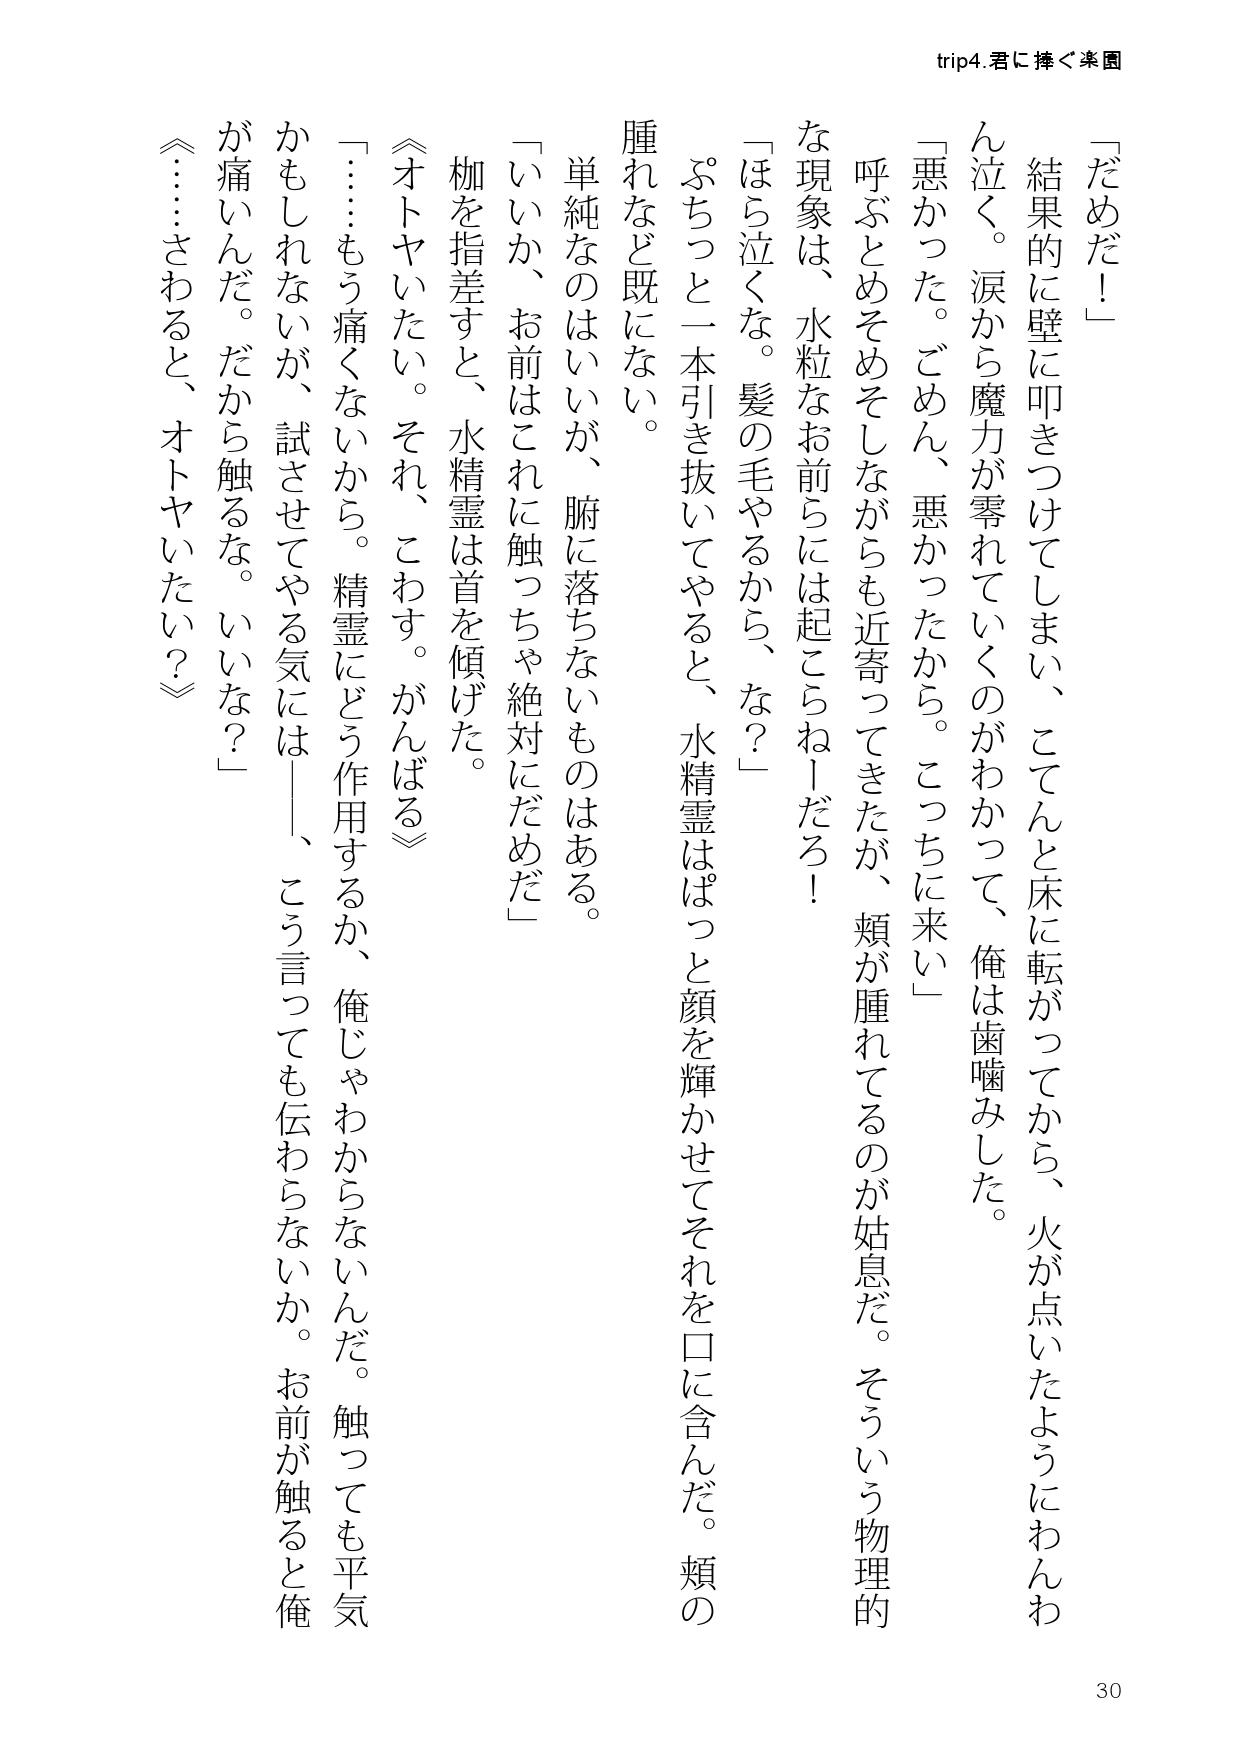 trip4.君に捧ぐ楽園
「だめだ！」
結果的に壁に叩きつけてしまい、こてんと床に転がってから、火が点いたようにわんわ
ん泣く。涙から魔力が零れていくのがわかって、俺は歯噛みした。
「悪かった。ごめん、悪かったから。こっちに来い」
呼ぶとめそめそしながらも近寄ってきたが、頬が腫れてるのが姑息だ。そういう物理的
な現象は、水粒なお前らには起こらねーだろ！
「ほら泣くな。髪の毛やるから、な？」
ぷちっと一本引き抜いてやると、水精霊はぱっと顔を輝かせてそれを口に含んだ。頬の
腫れなど既にない。
単純なのはいいが、腑に落ちないものはある。
「いいか、お前はこれに触っちゃ絶対にだめだ」
枷を指差すと、水精霊は首を傾げた。
《オトヤいたい。それ、こわす。がんばる》
「……もう痛くないから。精霊にどう作用するか、俺じゃわからないんだ。触っても平気
かもしれないが、試させてやる気には――、こう言っても伝わらないか。お前が触ると俺
が痛いんだ。だから触るな。いいな？」
《……さわると、オトヤいたい？》
30